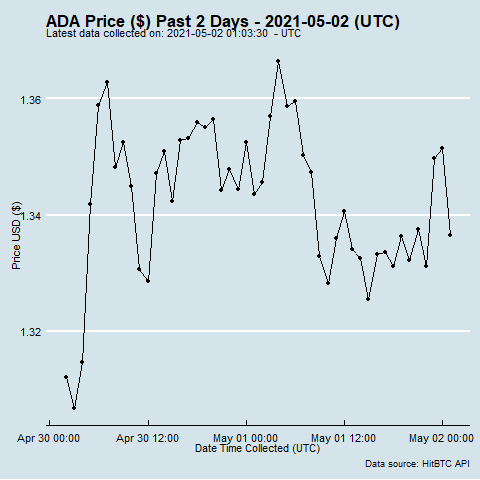 ADA Price ($) Past 2 Days - 2021-05-02 (UTC)
Latest data collected on: 2021-05-02 01:03:30 - UTC
1.36
1.34
1.32
Price USD ($)
Apr 30 00:00 Apr 30 12:00 May 01 00:00 May 01 12:00 May 02 00:00
Date Time Collected (UTC)
Data source: HitBTC API